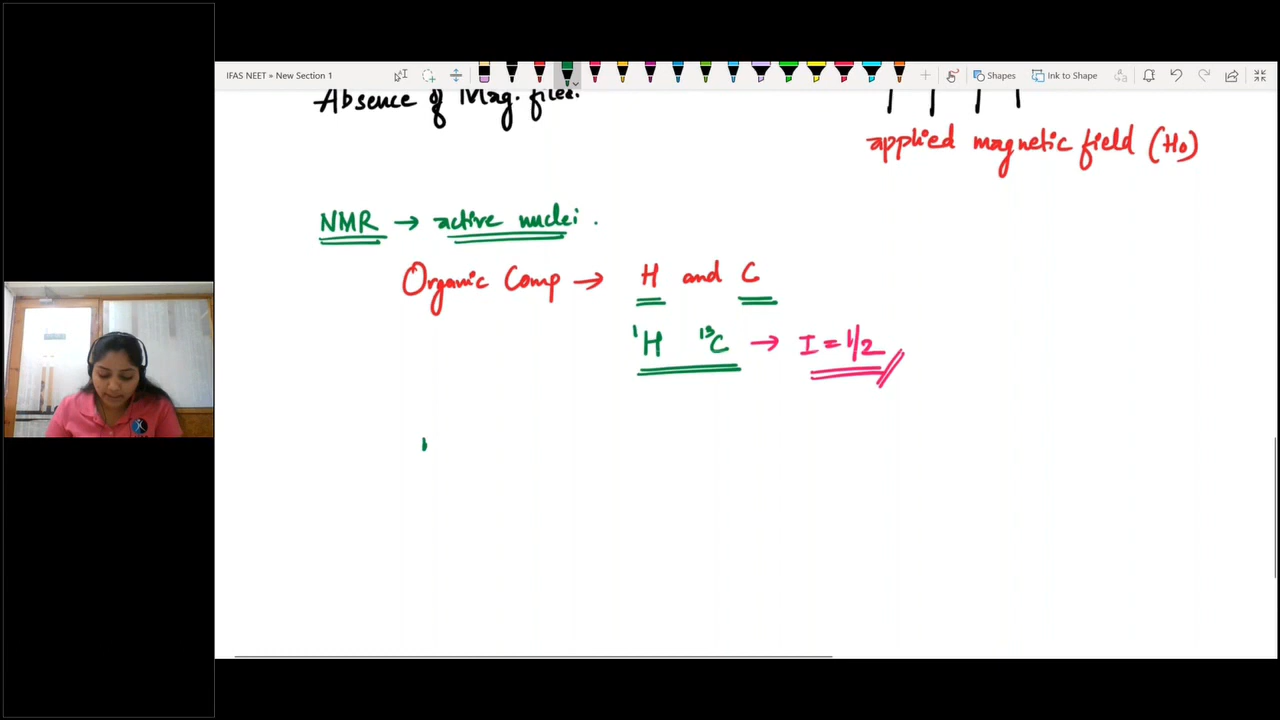 IFAS NEET » New Section 1
Shapes
Ink to Shape
Absence of Mag. filed.
applied magnetic field (H₀)
NMR → active nuclei.
Organic Comp → H and C
¹H ¹³C → I = 1/2